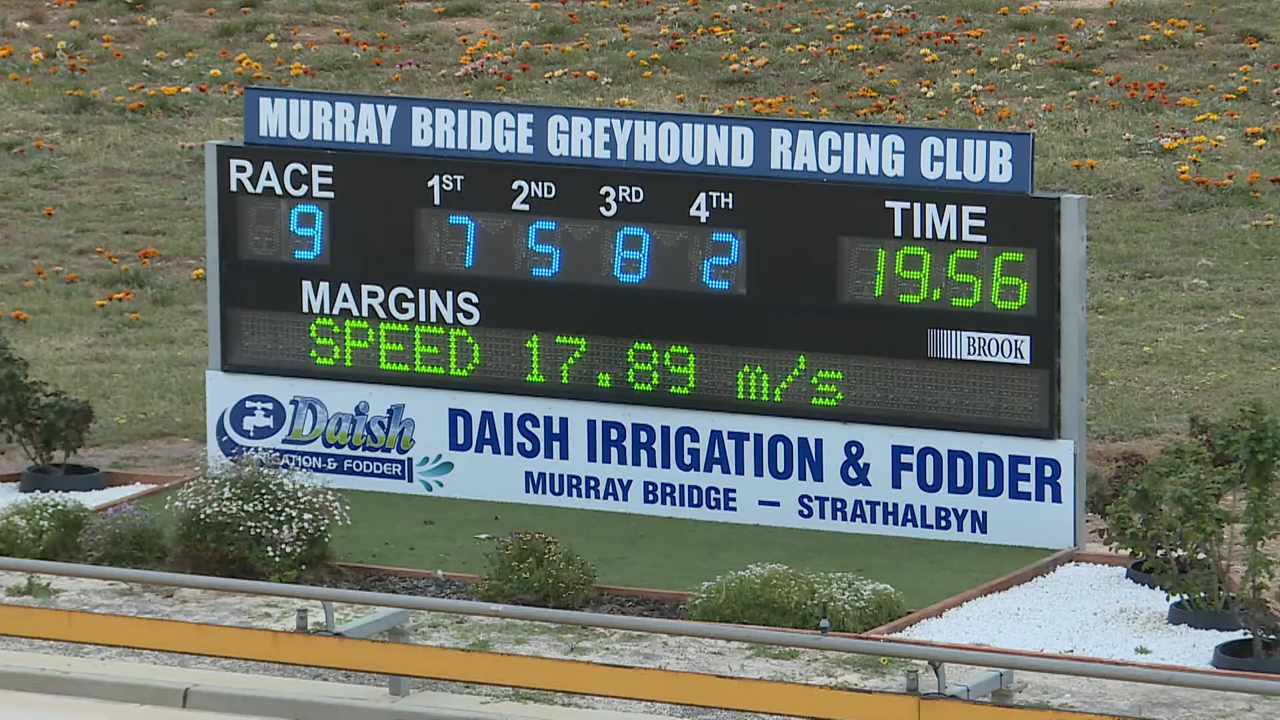 MURRAY BRIDGE GREYHOUND RACING CLUB
RACE 1ST 2ND 3RD 4TH TIME
9 7 5 8 2 19.56
MARGINS
BROOK
SPEED 17.89 m/s
Daish
IRRIGATION & FODDER
DAISH IRRIGATION & FODDER
MURRAY BRIDGE — STRATHALBYN